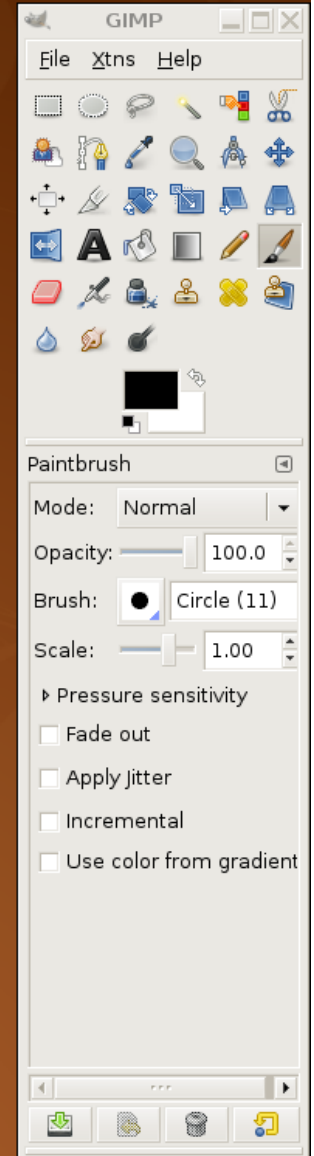 GIMP
File Xtns Help
Paintbrush
Mode: Normal
Opacity: 100.0
Brush: Circle (11)
Scale: 1.00
Pressure sensitivity
Fade out
Apply Jitter
Incremental
Use color from gradient